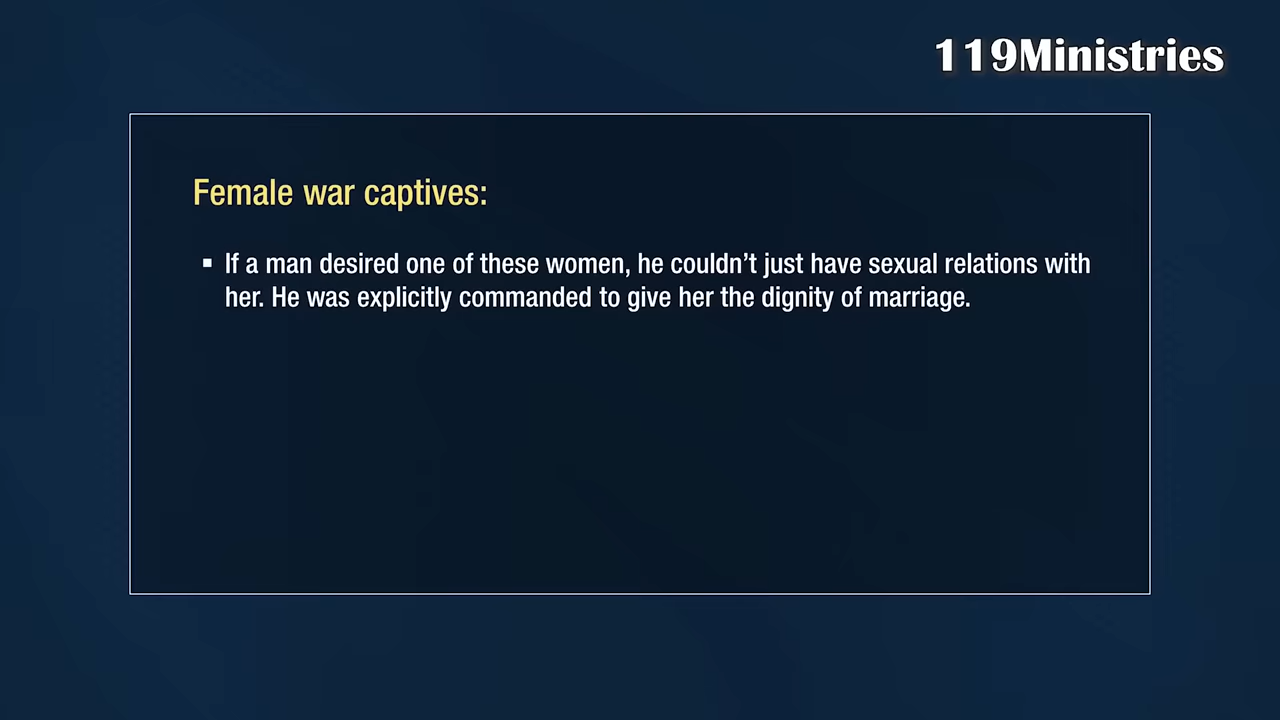 119Ministries
Female war captives:
▪ If a man desired one of these women, he couldn’t just have sexual relations with
her. He was explicitly commanded to give her the dignity of marriage.